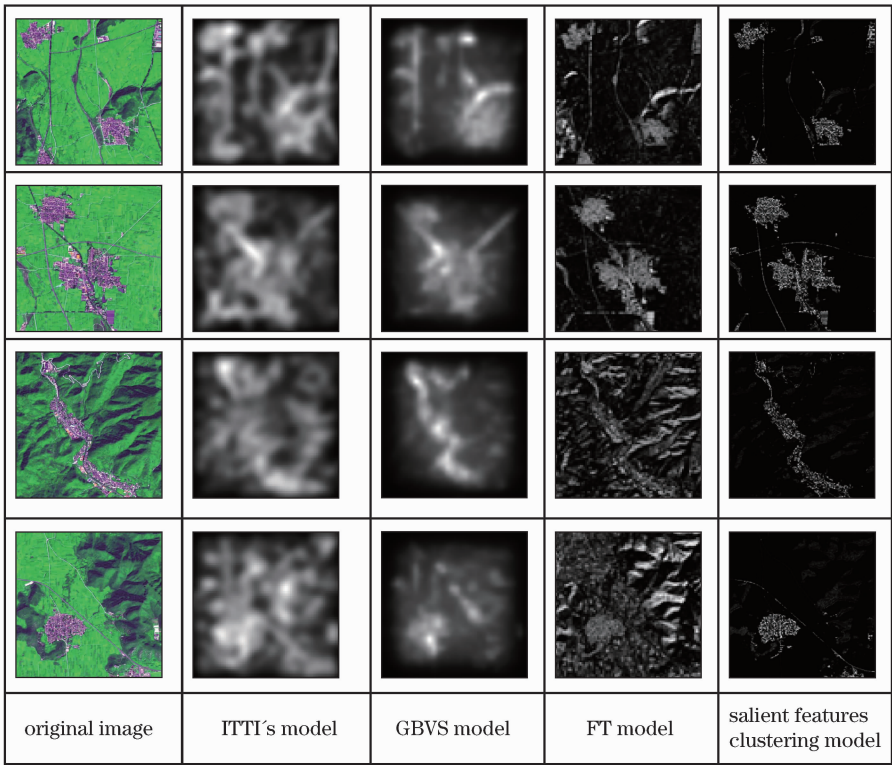 original image
ITTI´s model
GBVS model
FT model
salient features
clustering model